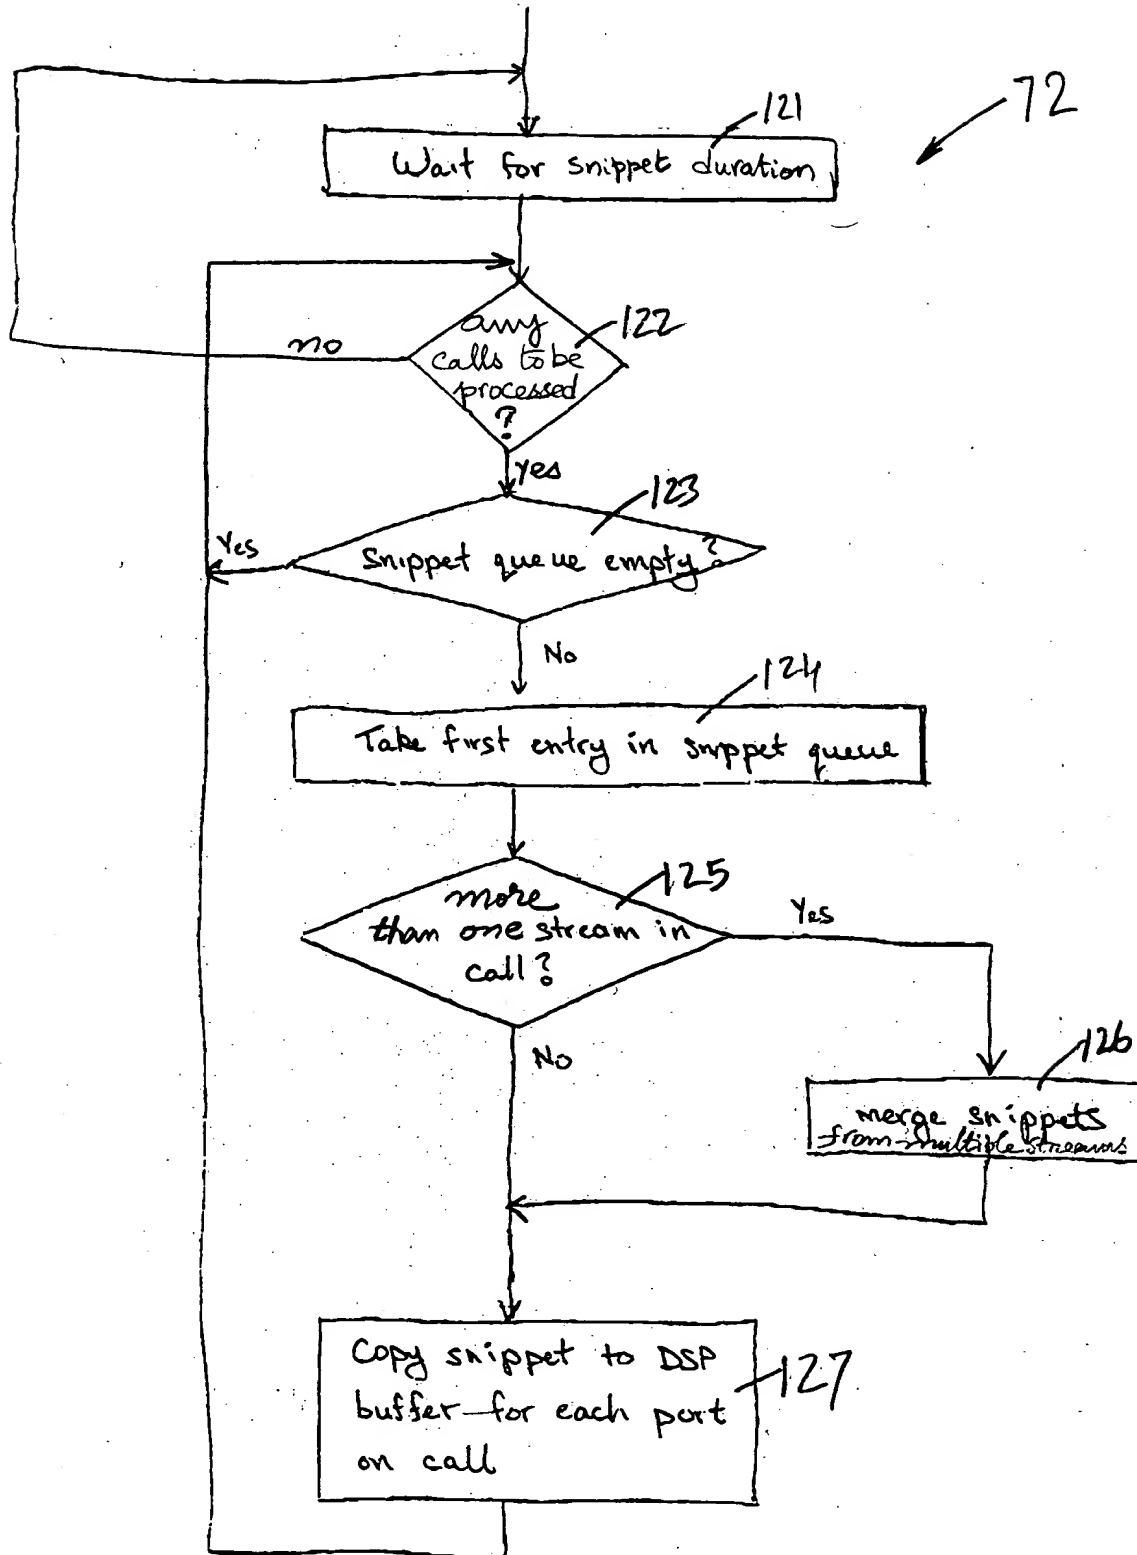 72
121
Wait for snippet duration
122
any
calls to be
processed
?
no
yes
123
Snippet queue empty?
Yes
No
124
Take first entry in snippet queue
125
more
than one stream in
call?
Yes
No
126
merge snippets
from multiple streams
Copy snippet to DSP
buffer for each port
on call
127